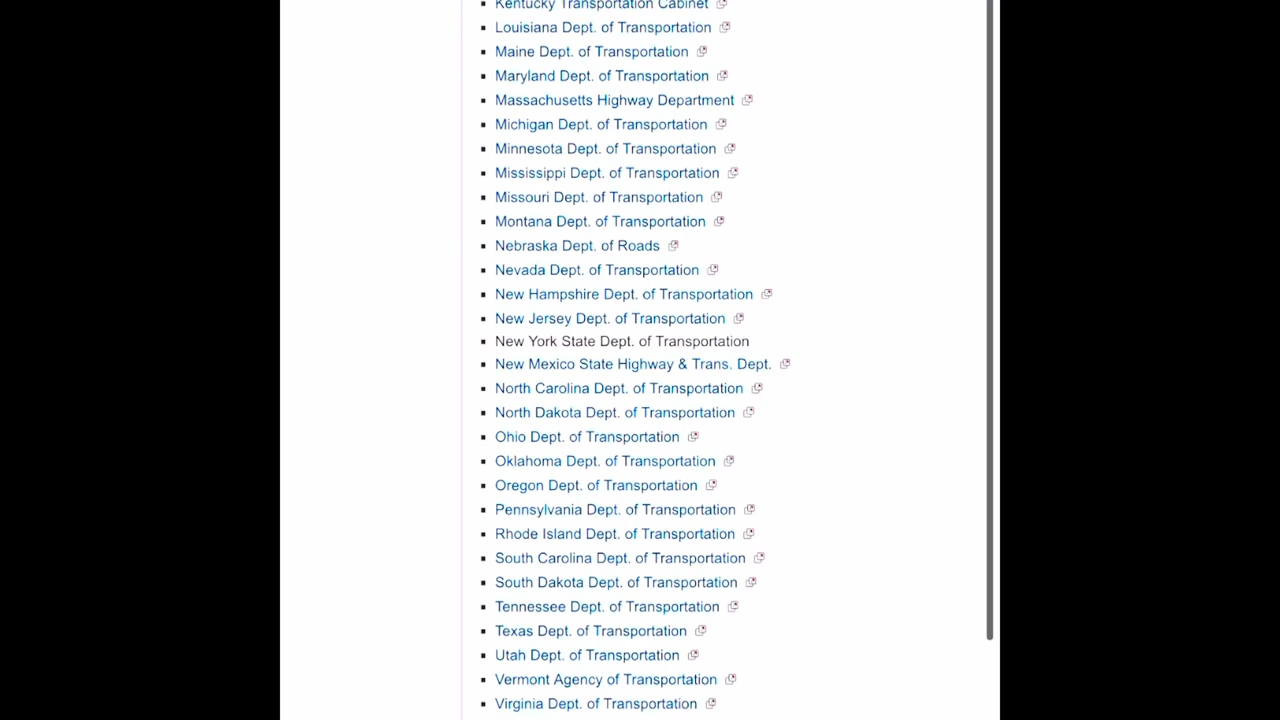 Kentucky Transportation Cabinet
Louisiana Dept. of Transportation
Maine Dept. of Transportation
Maryland Dept. of Transportation
Massachusetts Highway Department
Michigan Dept. of Transportation
Minnesota Dept. of Transportation
Mississippi Dept. of Transportation
Missouri Dept. of Transportation
Montana Dept. of Transportation
Nebraska Dept. of Roads
Nevada Dept. of Transportation
New Hampshire Dept. of Transportation
New Jersey Dept. of Transportation
New York State Dept. of Transportation
New Mexico State Highway & Trans. Dept.
North Carolina Dept. of Transportation
North Dakota Dept. of Transportation
Ohio Dept. of Transportation
Oklahoma Dept. of Transportation
Oregon Dept. of Transportation
Pennsylvania Dept. of Transportation
Rhode Island Dept. of Transportation
South Carolina Dept. of Transportation
South Dakota Dept. of Transportation
Tennessee Dept. of Transportation
Texas Dept. of Transportation
Utah Dept. of Transportation
Vermont Agency of Transportation
Virginia Dept. of Transportation